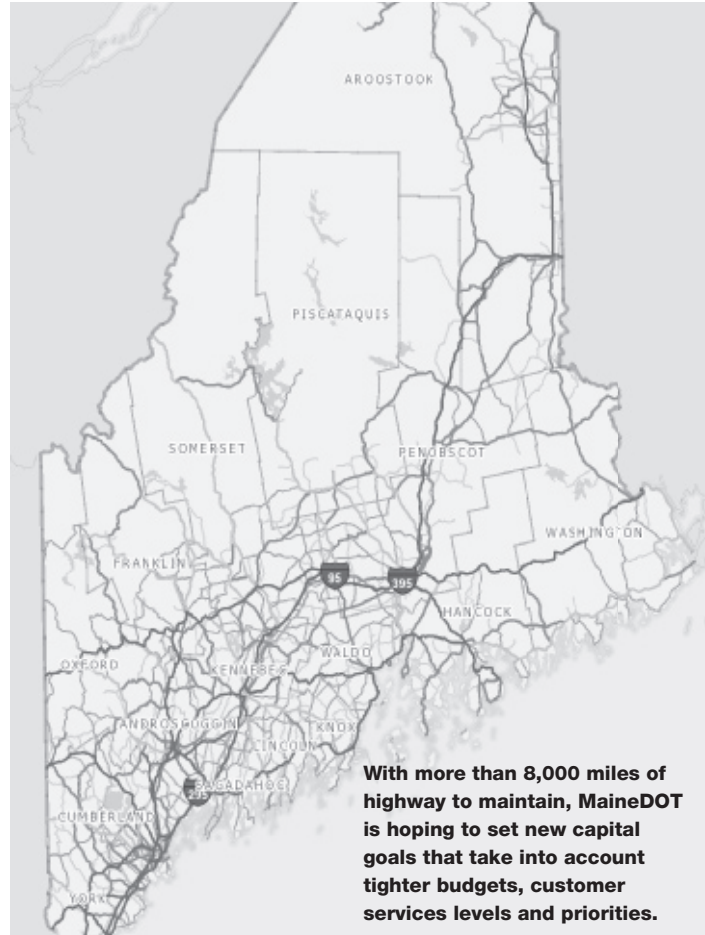 AROOSTOOK
PISCATAQUIS
SOMERSET
PENOBSCOT
WASHINGTON
FRANKLIN
95
395
HANCOCK
WALDO
OXFORD
KENNEBEC
ANDROSCOGGIN
KNOX
LINCOLN
SAGADAHOC
CUMBERLAND
YORK
With more than 8,000 miles of
highway to maintain, MaineDOT
is hoping to set new capital
goals that take into account
tighter budgets, customer
services levels and priorities.